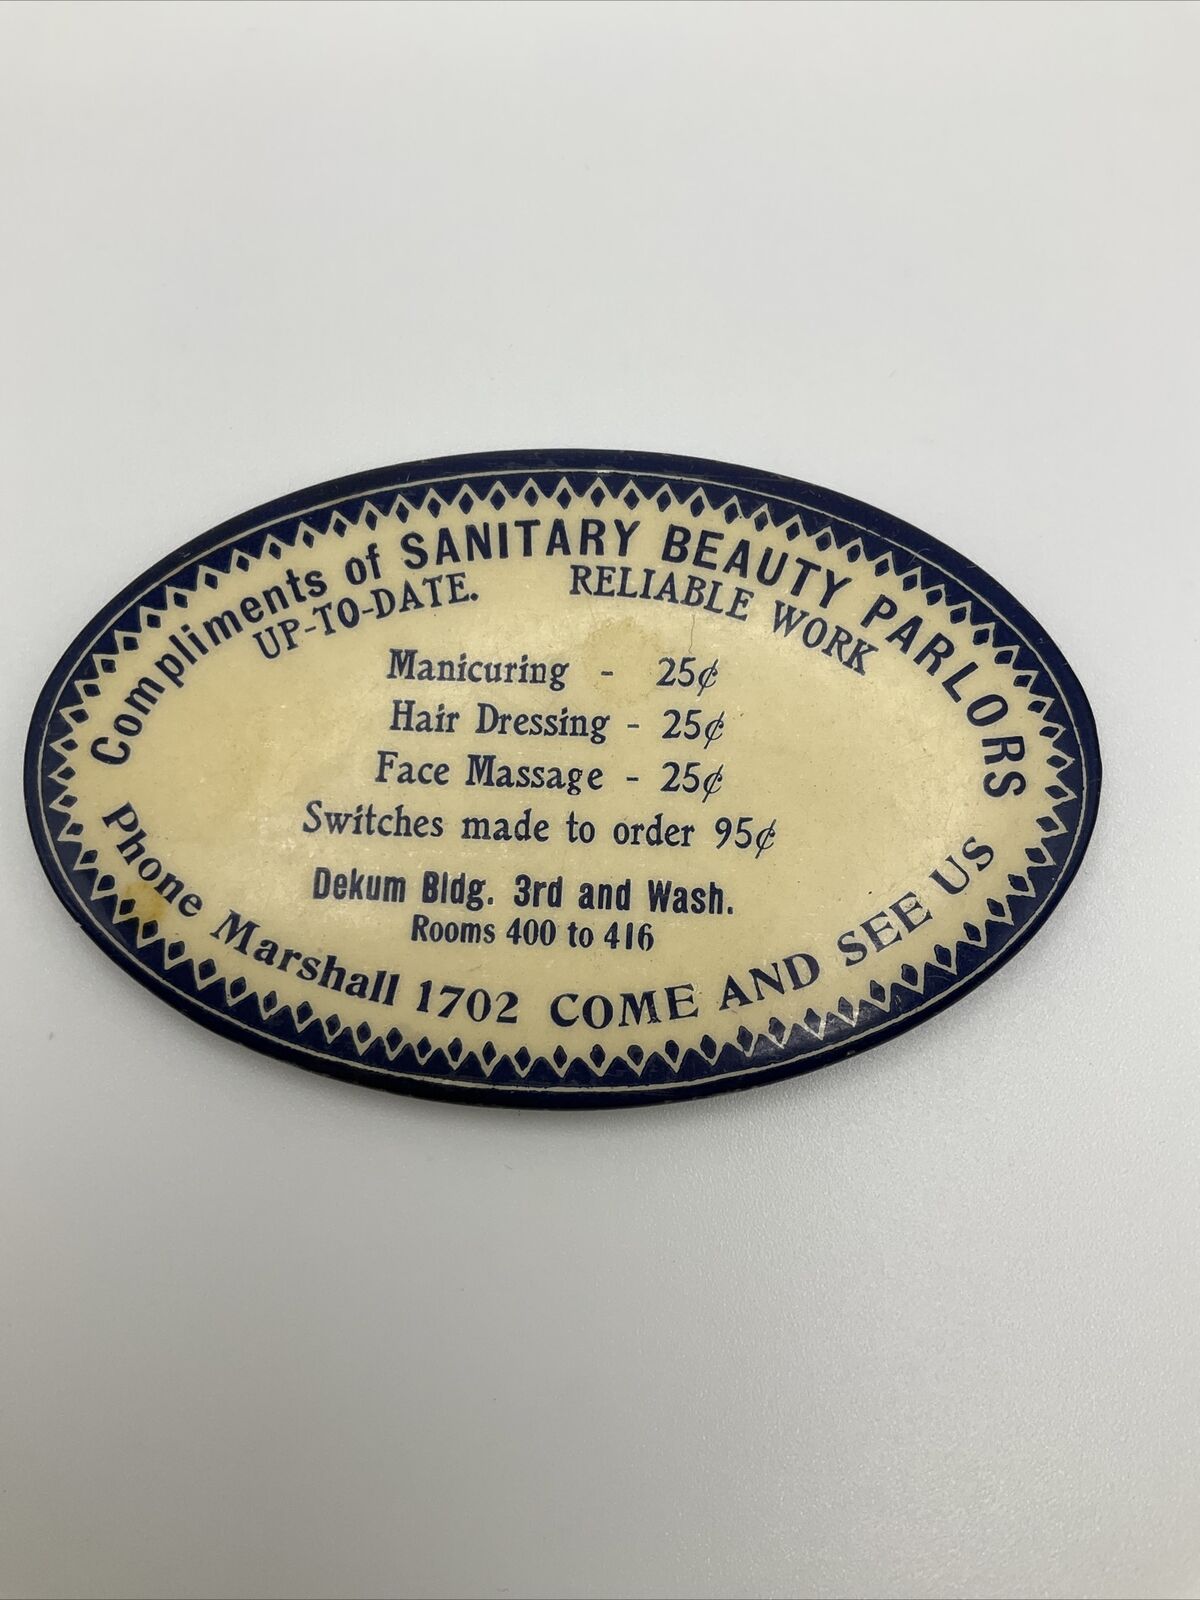 Compliments of SANITARY BEAUTY PARLORS
UP-TO-DATE. RELIABLE WORK
Manicuring - 25¢
Hair Dressing - 25¢
Face Massage - 25¢
Switches made to order 95¢
Dekum Bldg. 3rd and Wash.
Rooms 400 to 416
Phone Marshall 1702 COME AND SEE US